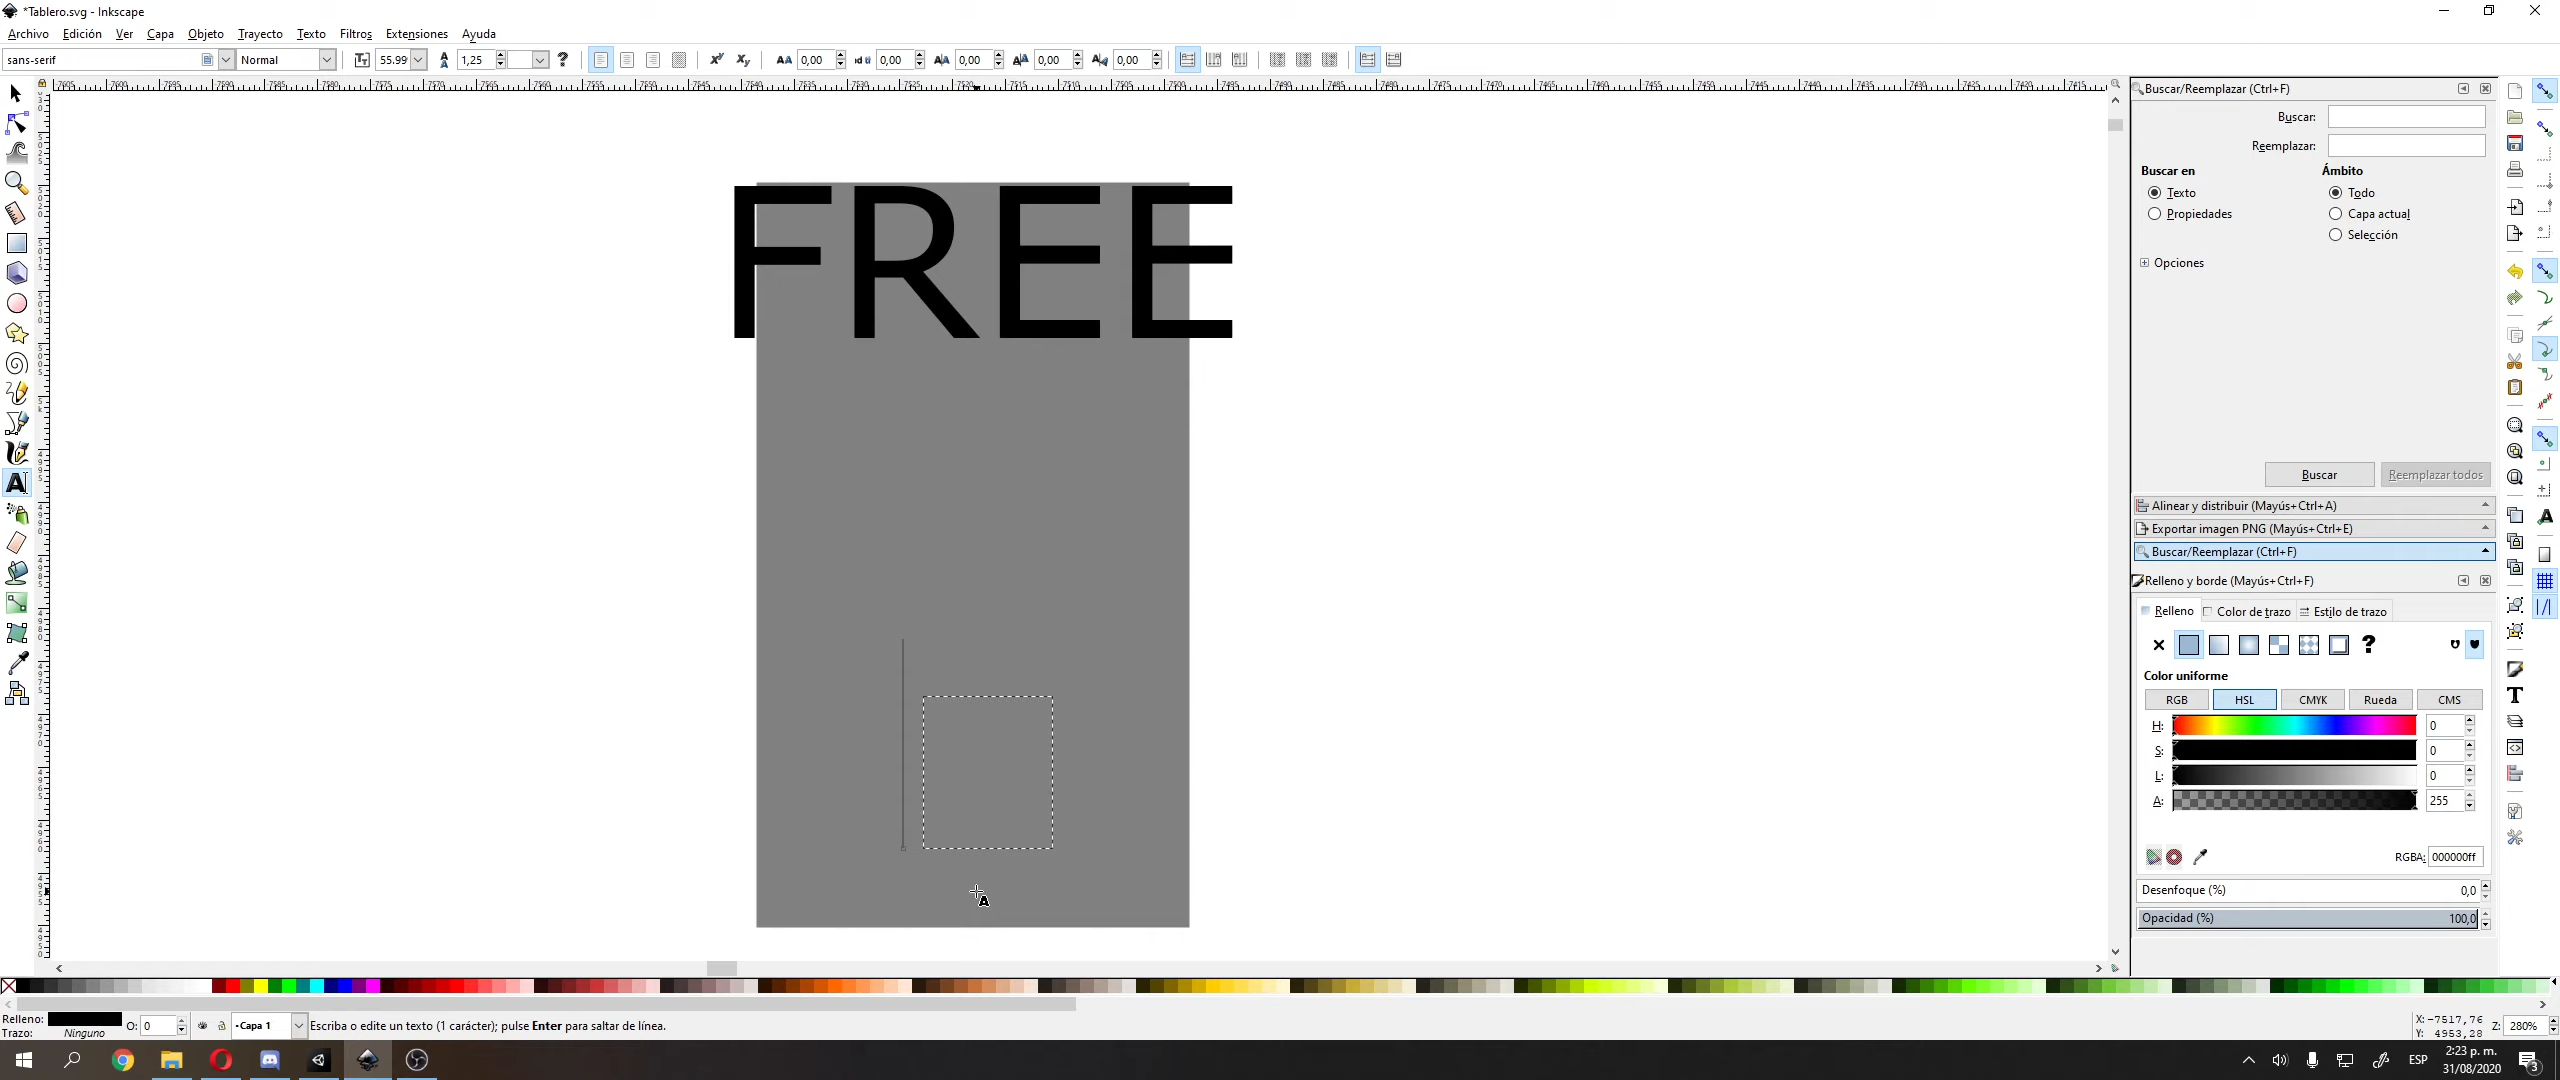 *Tablero.svg - Inkscape
Archivo Edición Ver Capa Objeto Trayecto Texto Filtros Extensiones Ayuda
sans-serif Normal 55.99 1,25 ? 0,00 0,00 0,00 0,00 0,00
FREE
Buscar/Reemplazar (Ctrl+F)
Buscar:
Reemplazar:
Buscar en Ámbito
Texto Todo
Propiedades Capa actual
Selección
Opciones
Buscar Reemplazar todos
Alinear y distribuir (Mayús+Ctrl+A)
Exportar imagen PNG (Mayús+Ctrl+E)
Buscar/Reemplazar (Ctrl+F)
Relleno y borde (Mayús+Ctrl+F)
Relleno Color de trazo Estilo de trazo
Color uniforme
RGB HSL CMYK Rueda CMS
H: 0
S: 0
L: 0
A: 255
RGBA: 000000ff
Desenfoque (%) 0,0
Opacidad (%) 100,0
Relleno: O: 0 Capa 1 Escriba o edite un texto (1 carácter); pulse Enter para saltar de línea. X: -7517,76 Z: 280%
Trazo: Ninguno Y: 4953,28
ESP 2:23 p. m.
31/08/2020 3